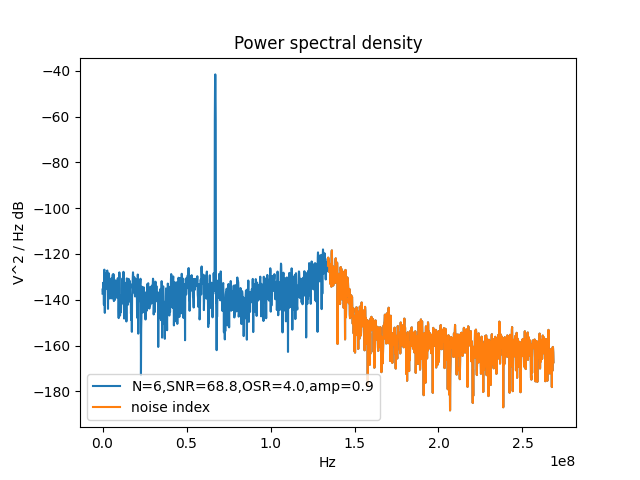 Power spectral density
V^2 / Hz dB
−40
−60
−80
−100
−120
−140
−160
−180
N=6,SNR=68.8,OSR=4.0,amp=0.9
noise index
0.0 0.5 1.0 1.5 2.0 2.5
1e8
Hz